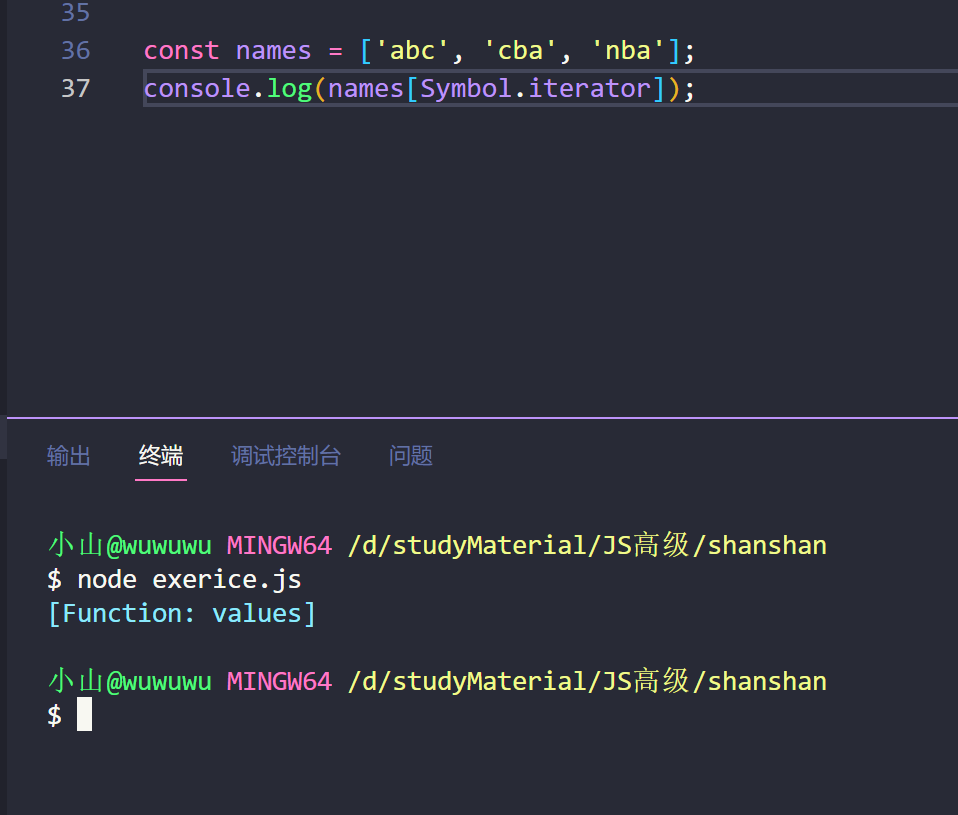 35
36 const names = ['abc', 'cba', 'nba'];
37 console.log(names[Symbol.iterator]);
输出 终端 调试控制台 问题
小山@wuwuwu MINGW64 /d/studyMaterial/JS高级/shanshan
$ node exerice.js
[Function: values]
小山@wuwuwu MINGW64 /d/studyMaterial/JS高级/shanshan
$